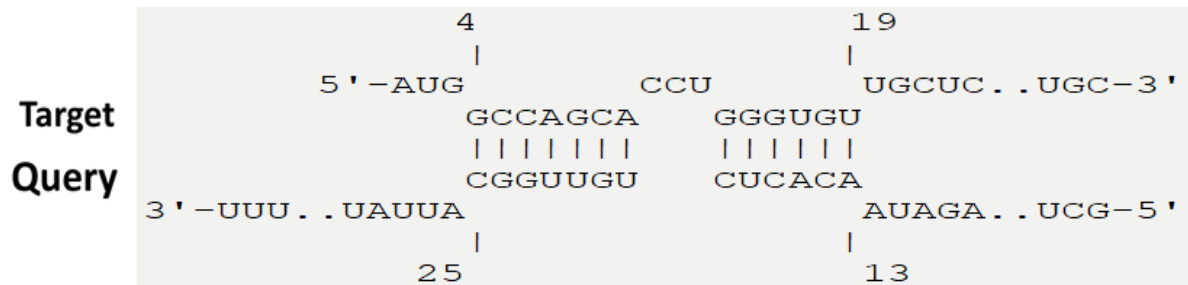 4 19
| |
5'-AUG CCU UGCUC..UGC-3'
Target GCCAGCA GGGUGU
||||||| ||||||
Query CGGUUGU CUCACA
3'-UUU..UAUUA AUAGA..UCG-5'
| |
25 13